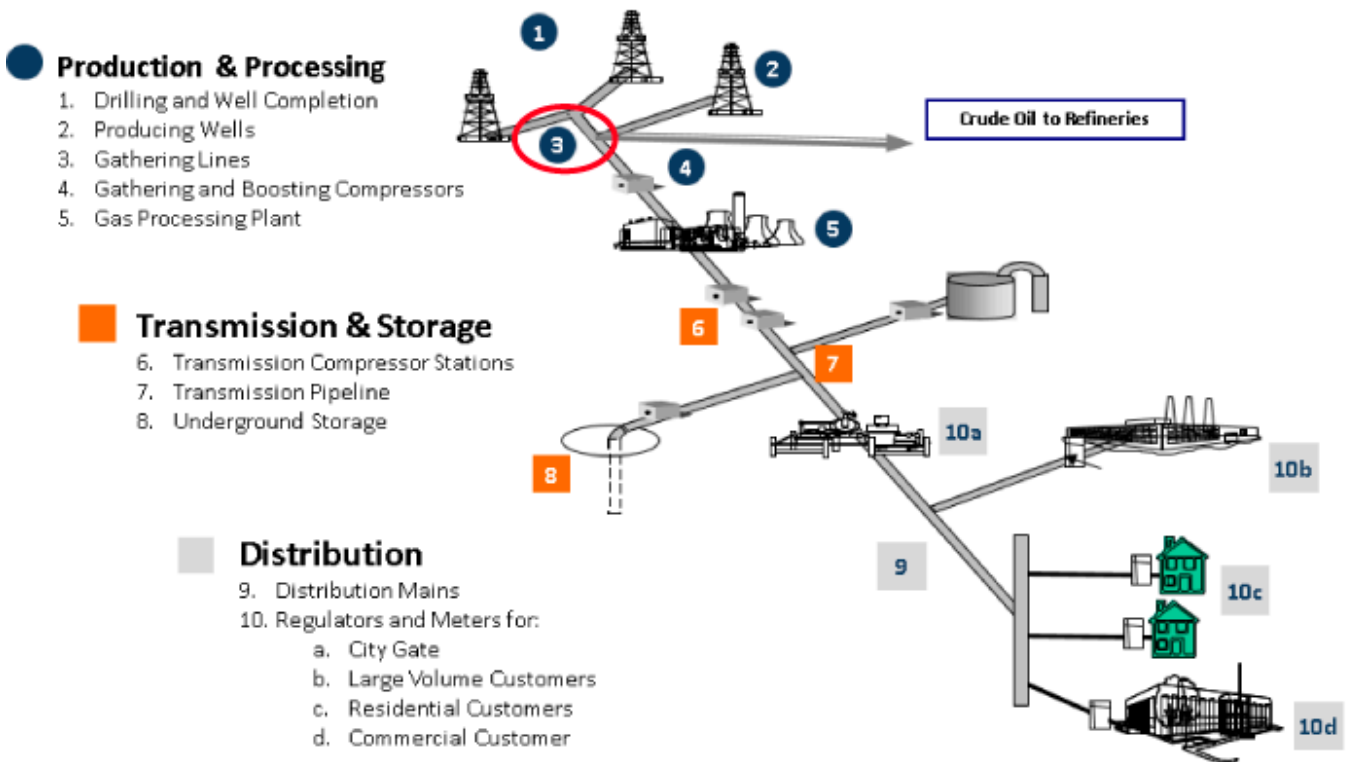 Production & Processing
1. Drilling and Well Completion
2. Producing Wells
3. Gathering Lines
4. Gathering and Boosting Compressors
5. Gas Processing Plant
Transmission & Storage
6. Transmission Compressor Stations
7. Transmission Pipeline
8. Underground Storage
Distribution
9. Distribution Mains
10. Regulators and Meters for:
a. City Gate
b. Large Volume Customers
c. Residential Customers
d. Commercial Customer
1
2
Crude Oil to Refineries
3
4
5
6
7
8
10a
10b
9
10c
10d